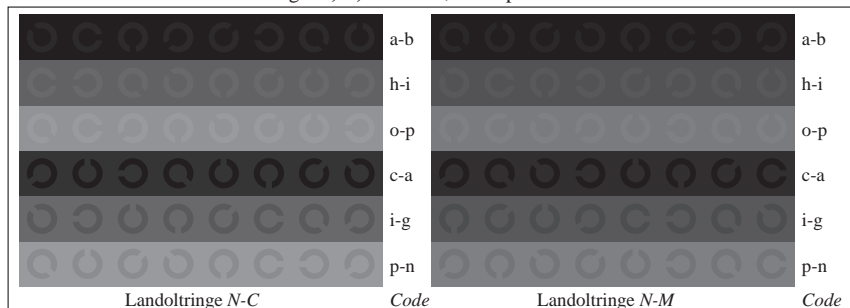 a-b a-b
h-i h-i
o-p o-p
c-a c-a
i-g i-g
p-n p-n
Landoltringe N-C Code Landoltringe N-M Code